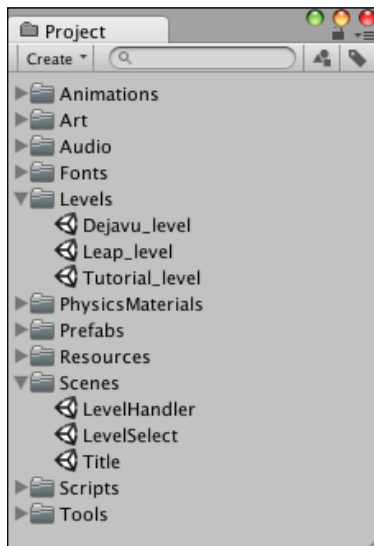 Project
Create
Animations
Art
Audio
Fonts
Levels
Dejavu_level
Leap_level
Tutorial_level
PhysicsMaterials
Prefabs
Resources
Scenes
LevelHandler
LevelSelect
Title
Scripts
Tools